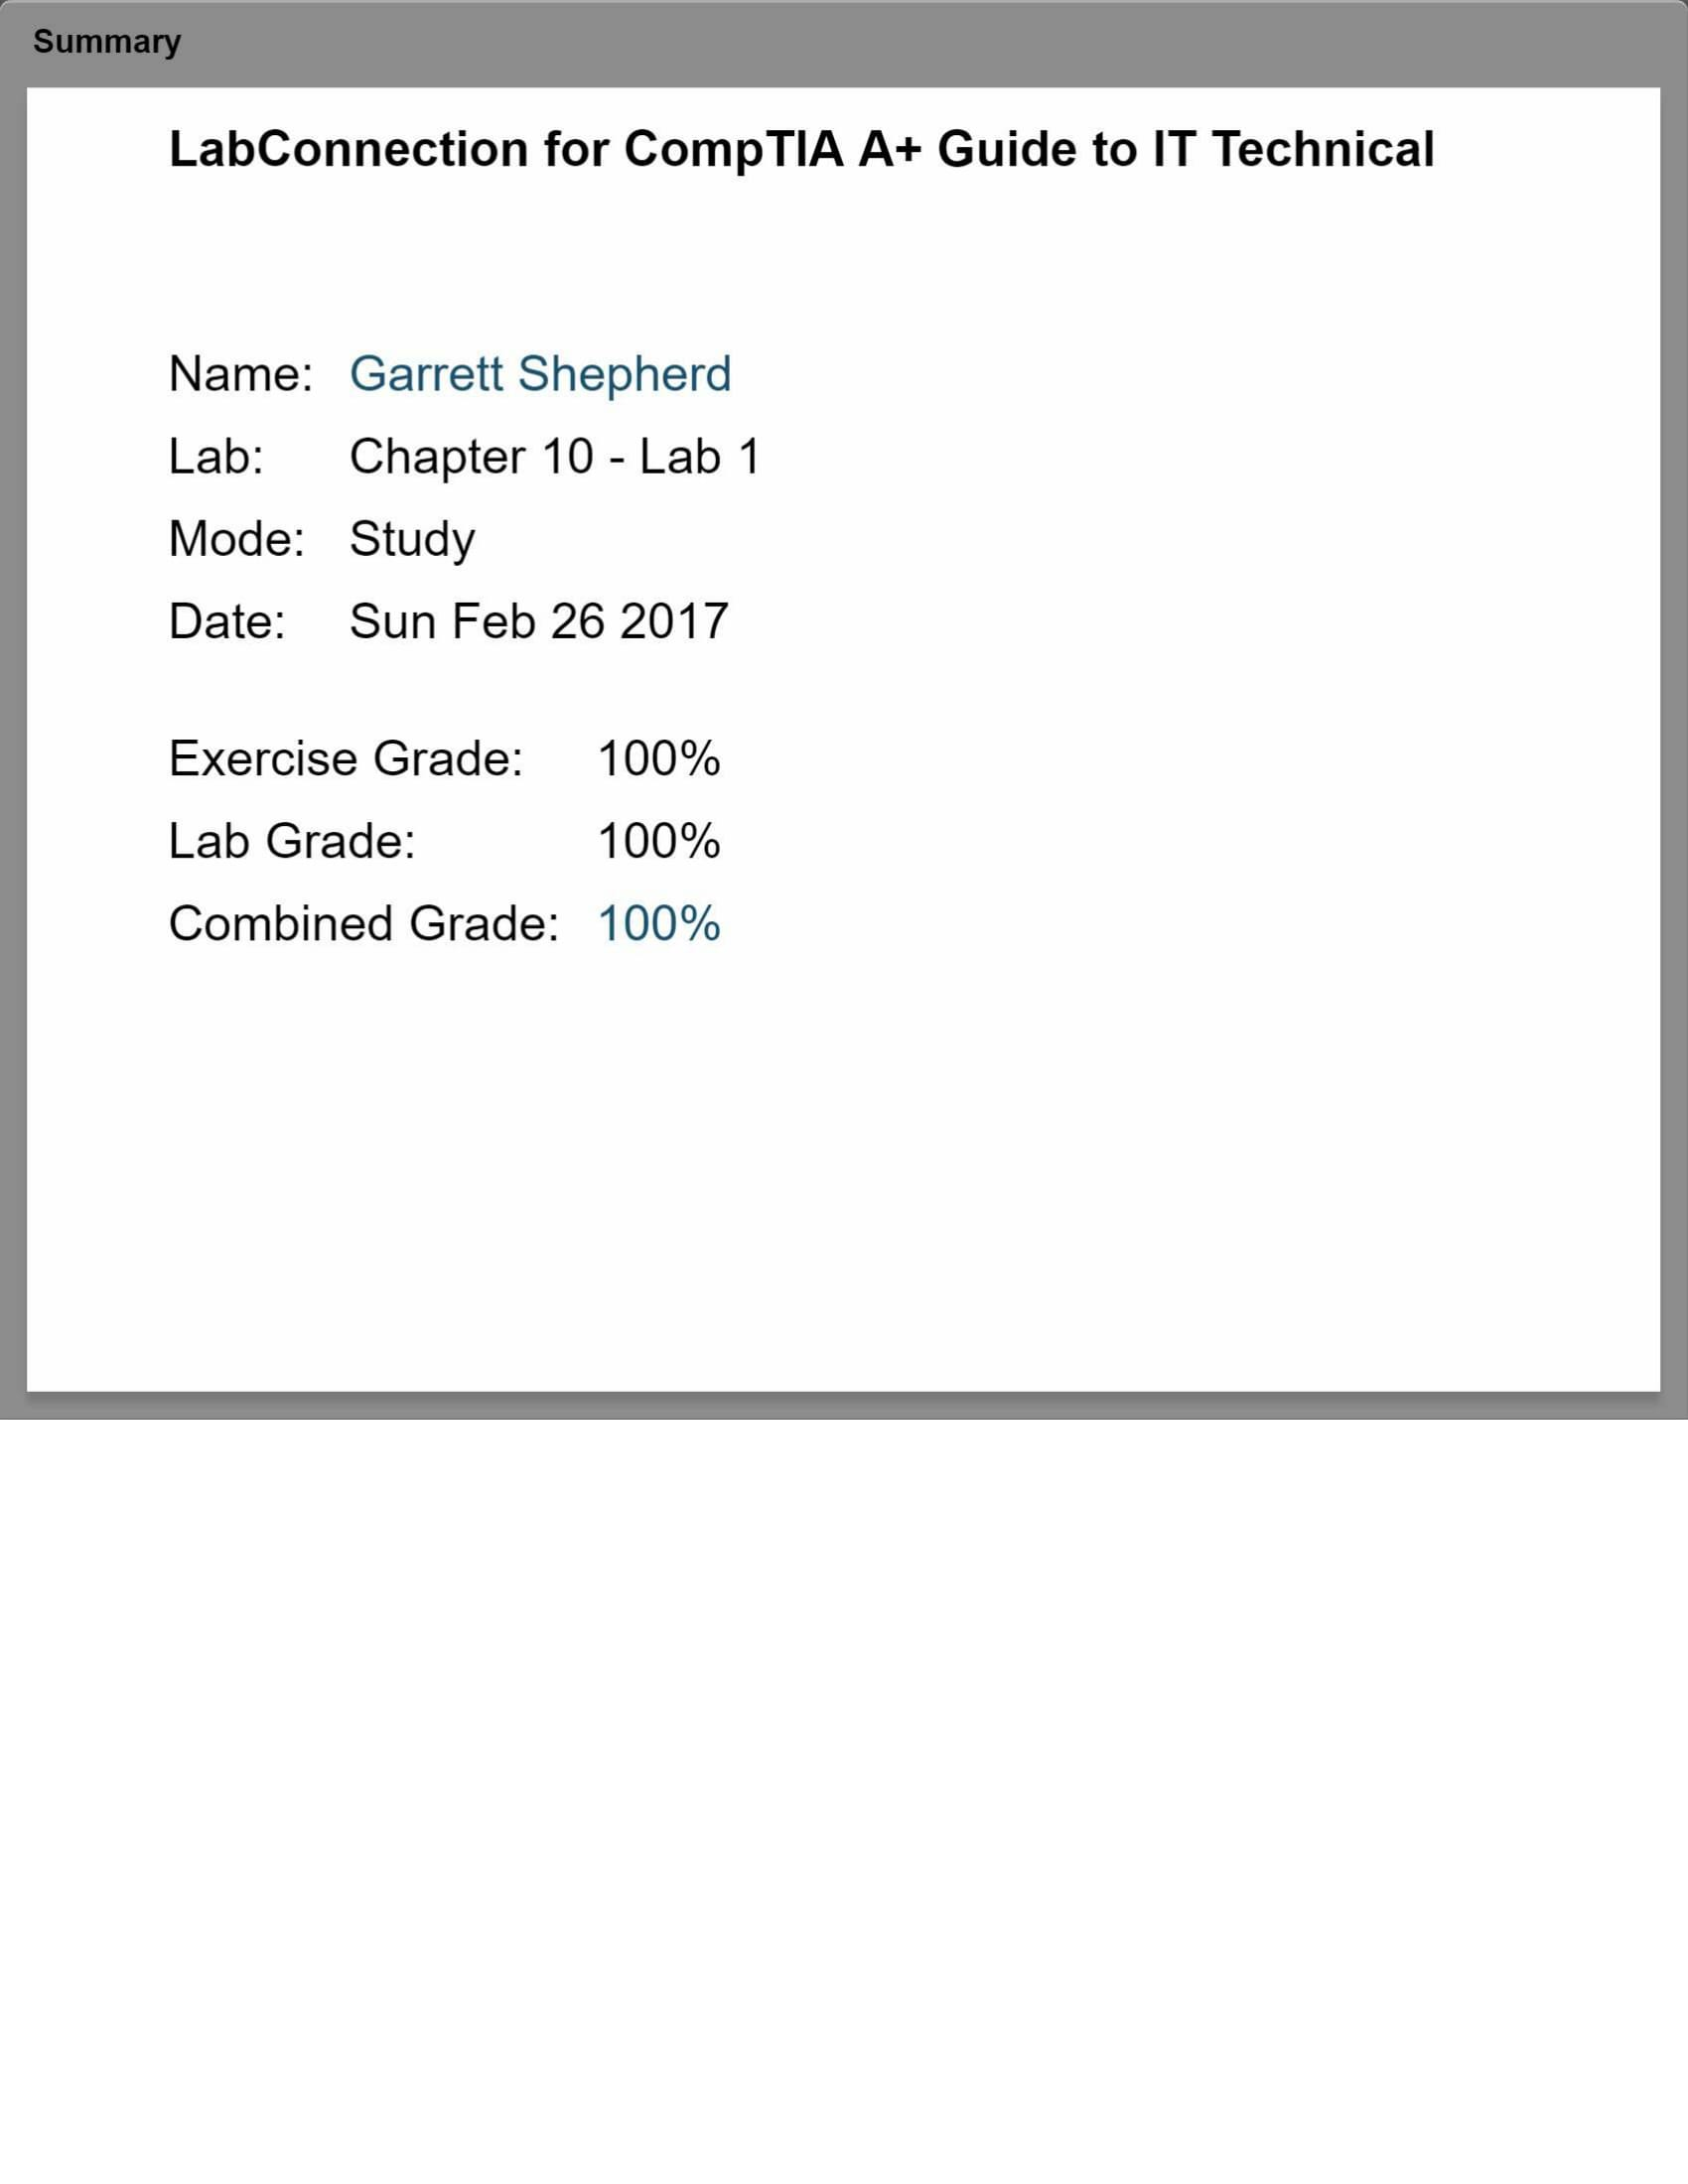 Summary
LabConnection for CompTIA A+ Guide to IT Technical
Name: Garrett Shepherd
Lab: Chapter 10 - Lab 1
Mode: Study
Date: Sun Feb 26 2017
Exercise Grade: 100%
Lab Grade: 100%
Combined Grade: 100%